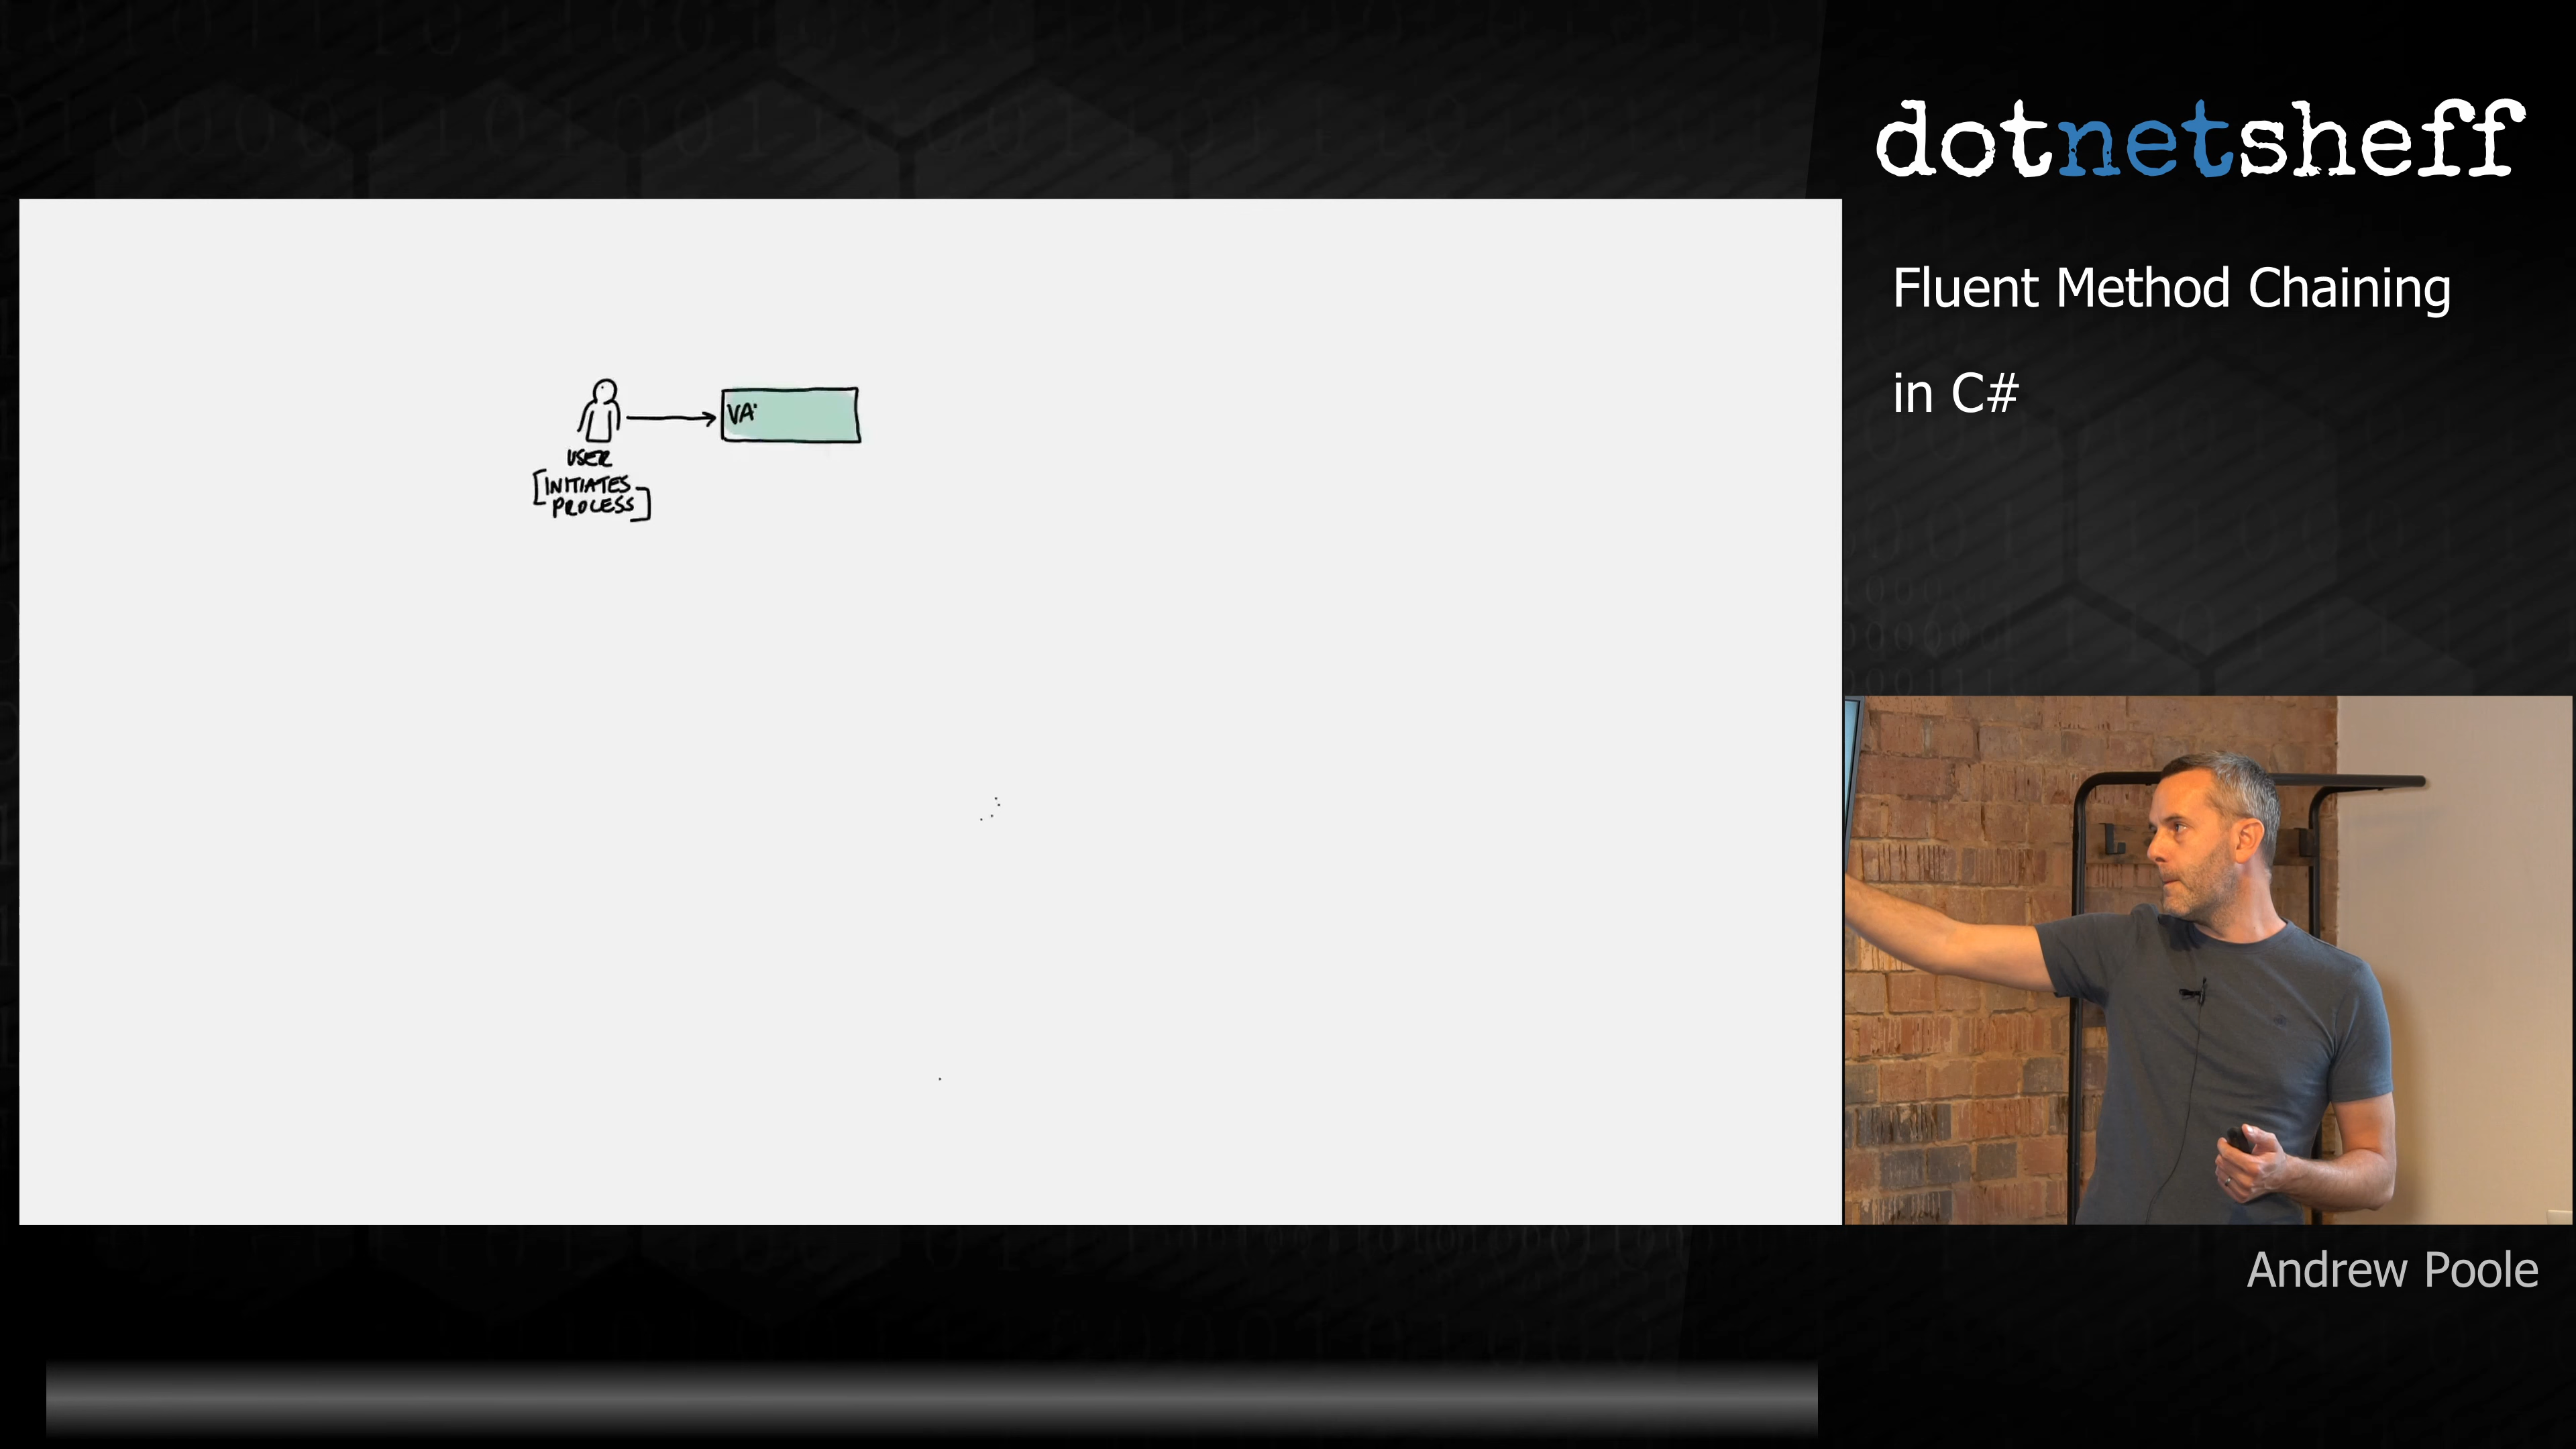 dotnetsheff
Fluent Method Chaining
in C#
VA
USER
[INITIATES
PROCESS]
Andrew Poole